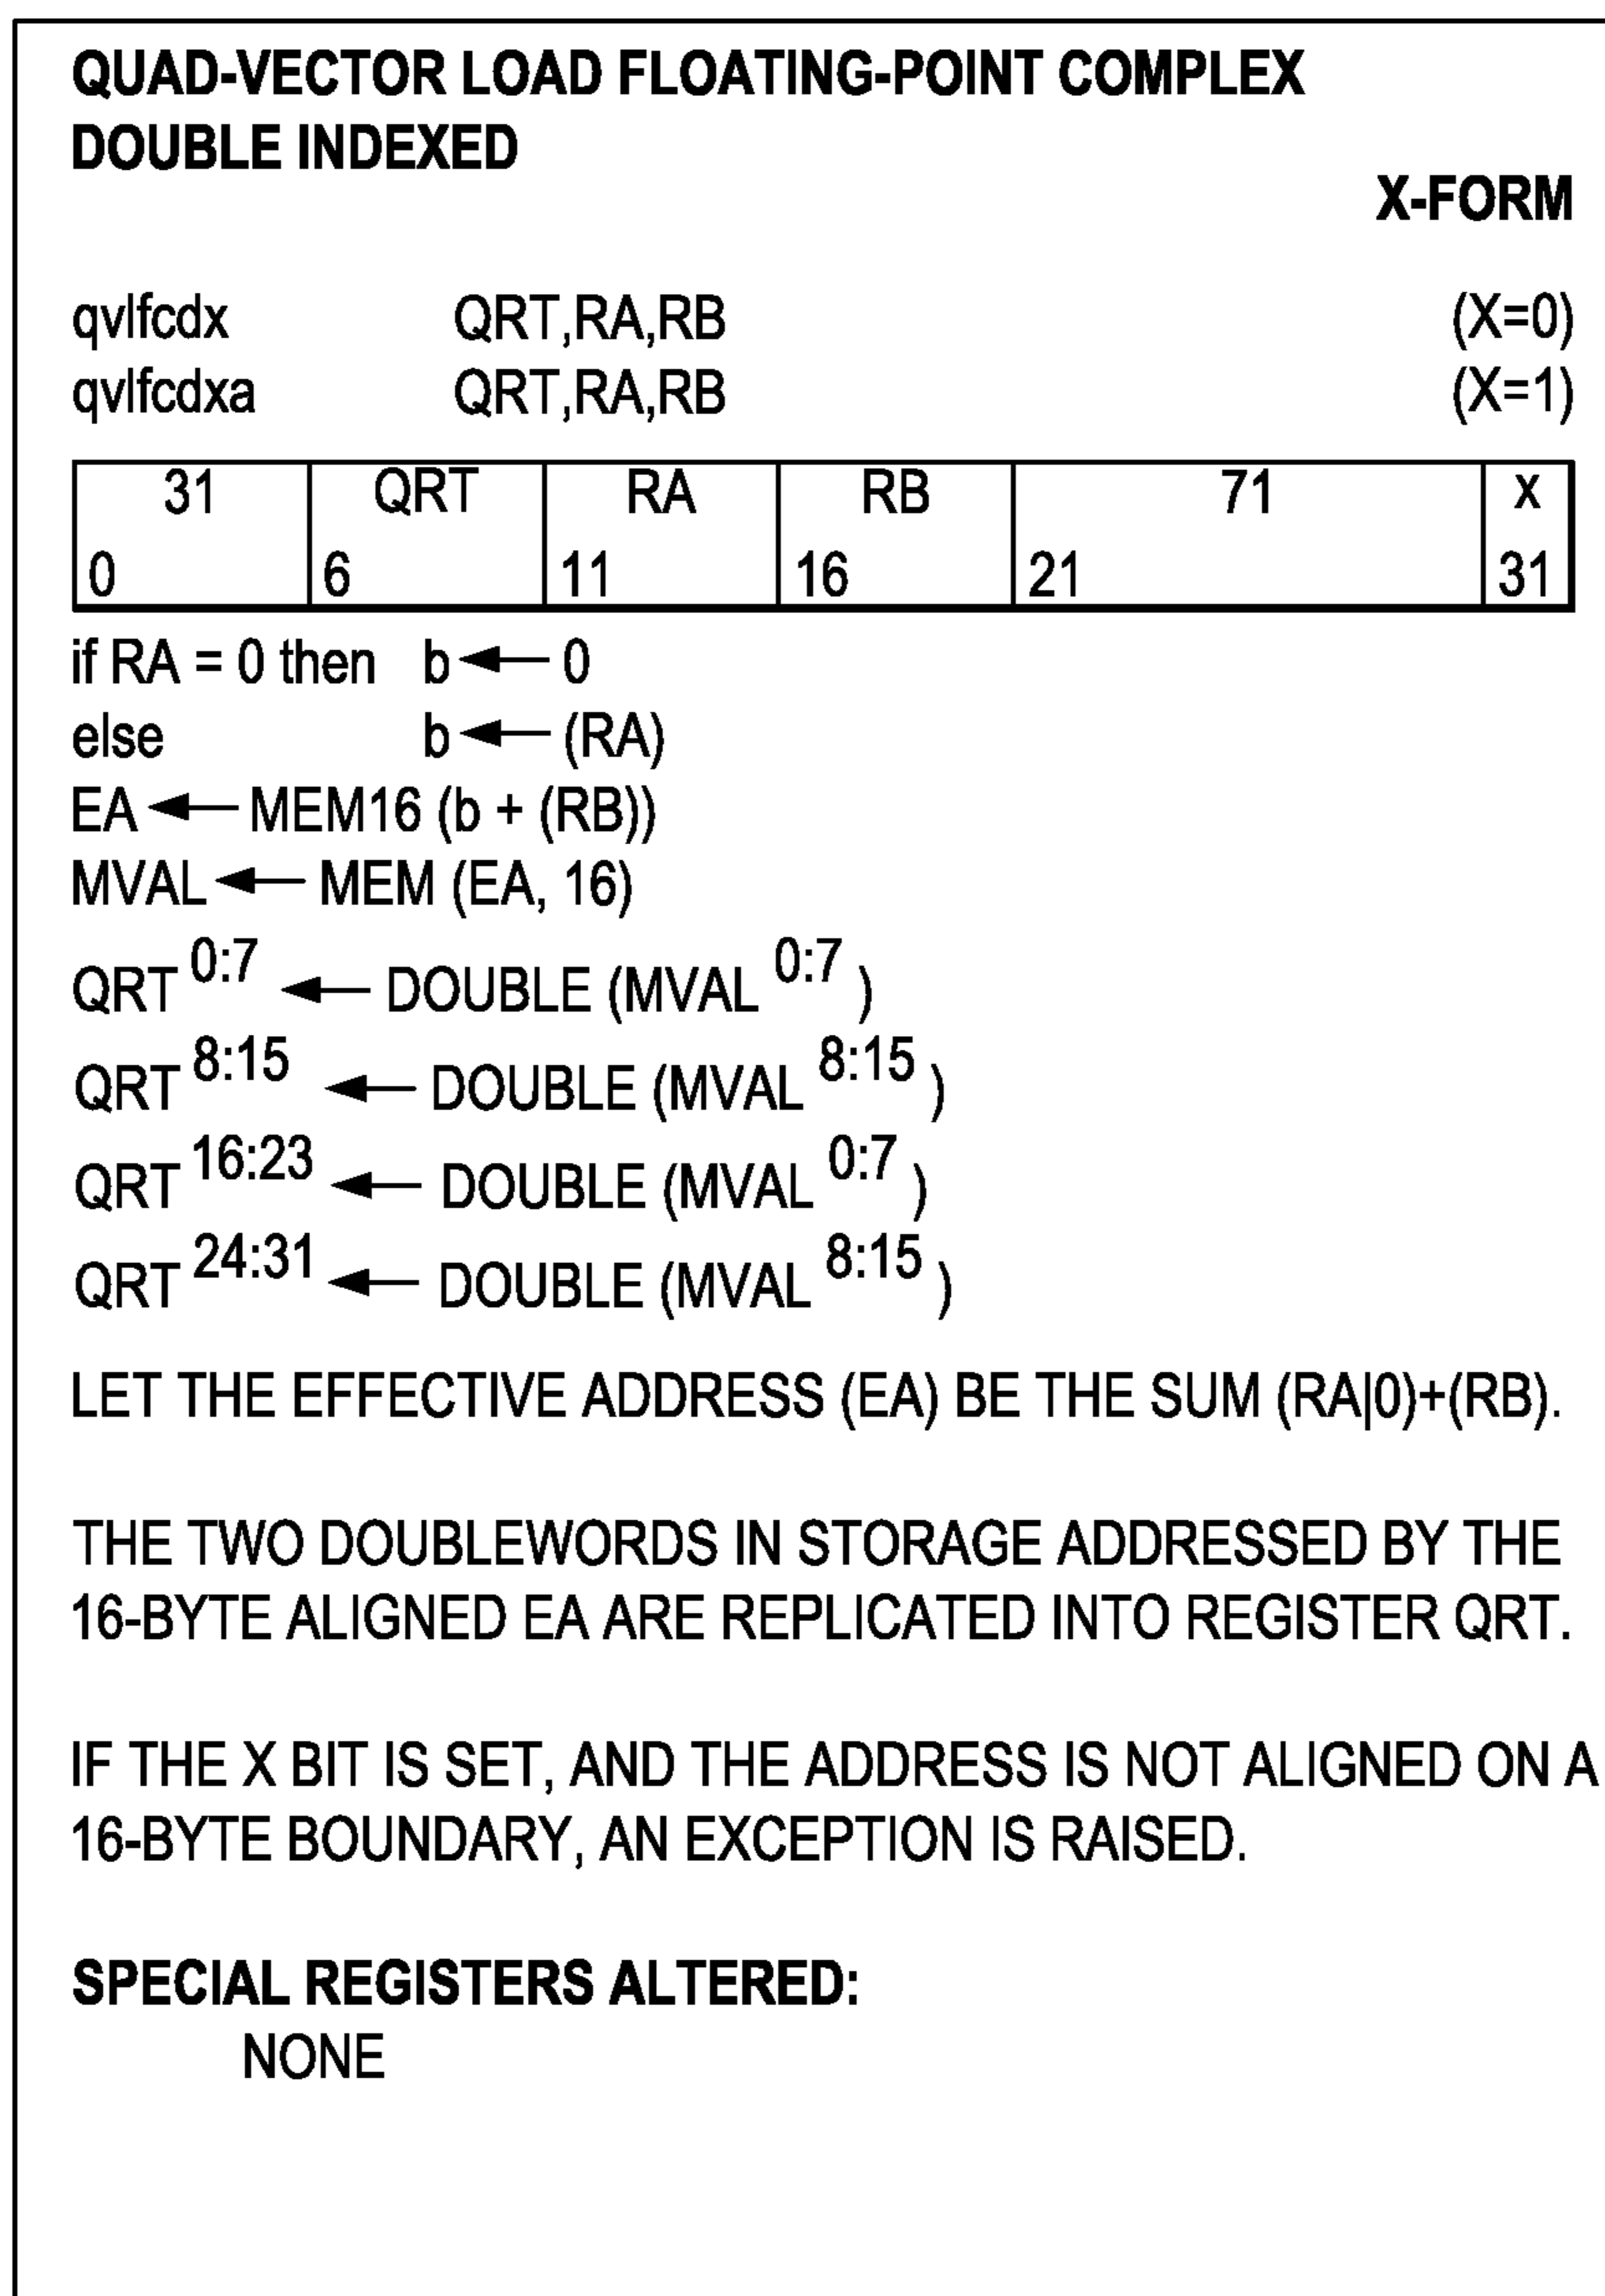 QUAD-VECTOR LOAD FLOATING-POINT COMPLEX
DOUBLE INDEXED
X-FORM
qvlfcdx QRT,RA,RB (X=0)
qvlfcdxa QRT,RA,RB (X=1)
31 QRT RA RB 71 x
0 6 11 16 21 31
if RA = 0 then b ← 0
else b ← (RA)
EA ← MEM16 (b + (RB))
MVAL ← MEM (EA, 16)
QRT 0:7 ← DOUBLE (MVAL 0:7 )
QRT 8:15 ← DOUBLE (MVAL 8:15 )
QRT 16:23 ← DOUBLE (MVAL 0:7 )
QRT 24:31 ← DOUBLE (MVAL 8:15 )
LET THE EFFECTIVE ADDRESS (EA) BE THE SUM (RA|0)+(RB).
THE TWO DOUBLEWORDS IN STORAGE ADDRESSED BY THE
16-BYTE ALIGNED EA ARE REPLICATED INTO REGISTER QRT.
IF THE X BIT IS SET, AND THE ADDRESS IS NOT ALIGNED ON A
16-BYTE BOUNDARY, AN EXCEPTION IS RAISED.
SPECIAL REGISTERS ALTERED:
NONE